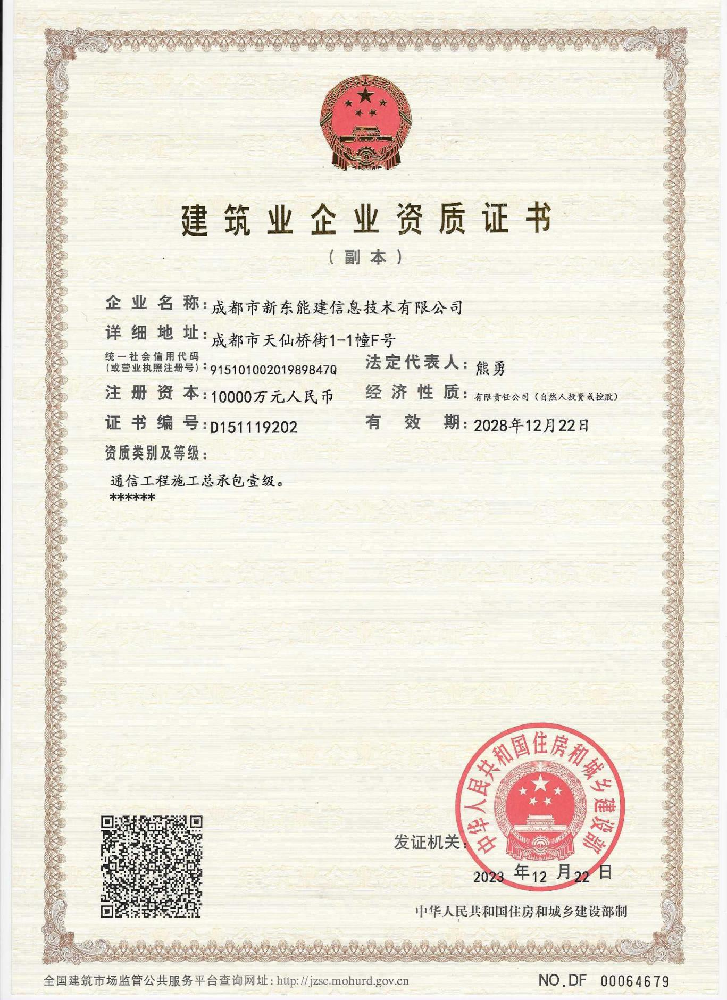 建筑业企业资质证书
（副本）
企业名称：成都市新东能建信息技术有限公司
详细地址：成都市天仙桥街1-1幢F号
统一社会信用代码
(或营业执照注册号)：91510100201989847Q 法定代表人：熊勇
注册资本：10000万元人民币 经济性质：有限责任公司（自然人投资或控股）
证书编号：D151119202 有效期：2028年12月22日
资质类别及等级：
通信工程施工总承包壹级。
******
中华人民共和国住房和城乡建设部
发证机关：
2023年12月22日
中华人民共和国住房和城乡建设部制
全国建筑市场监管公共服务平台查询网址：http://jzsc.mohurd.gov.cn NO.DF 00064679